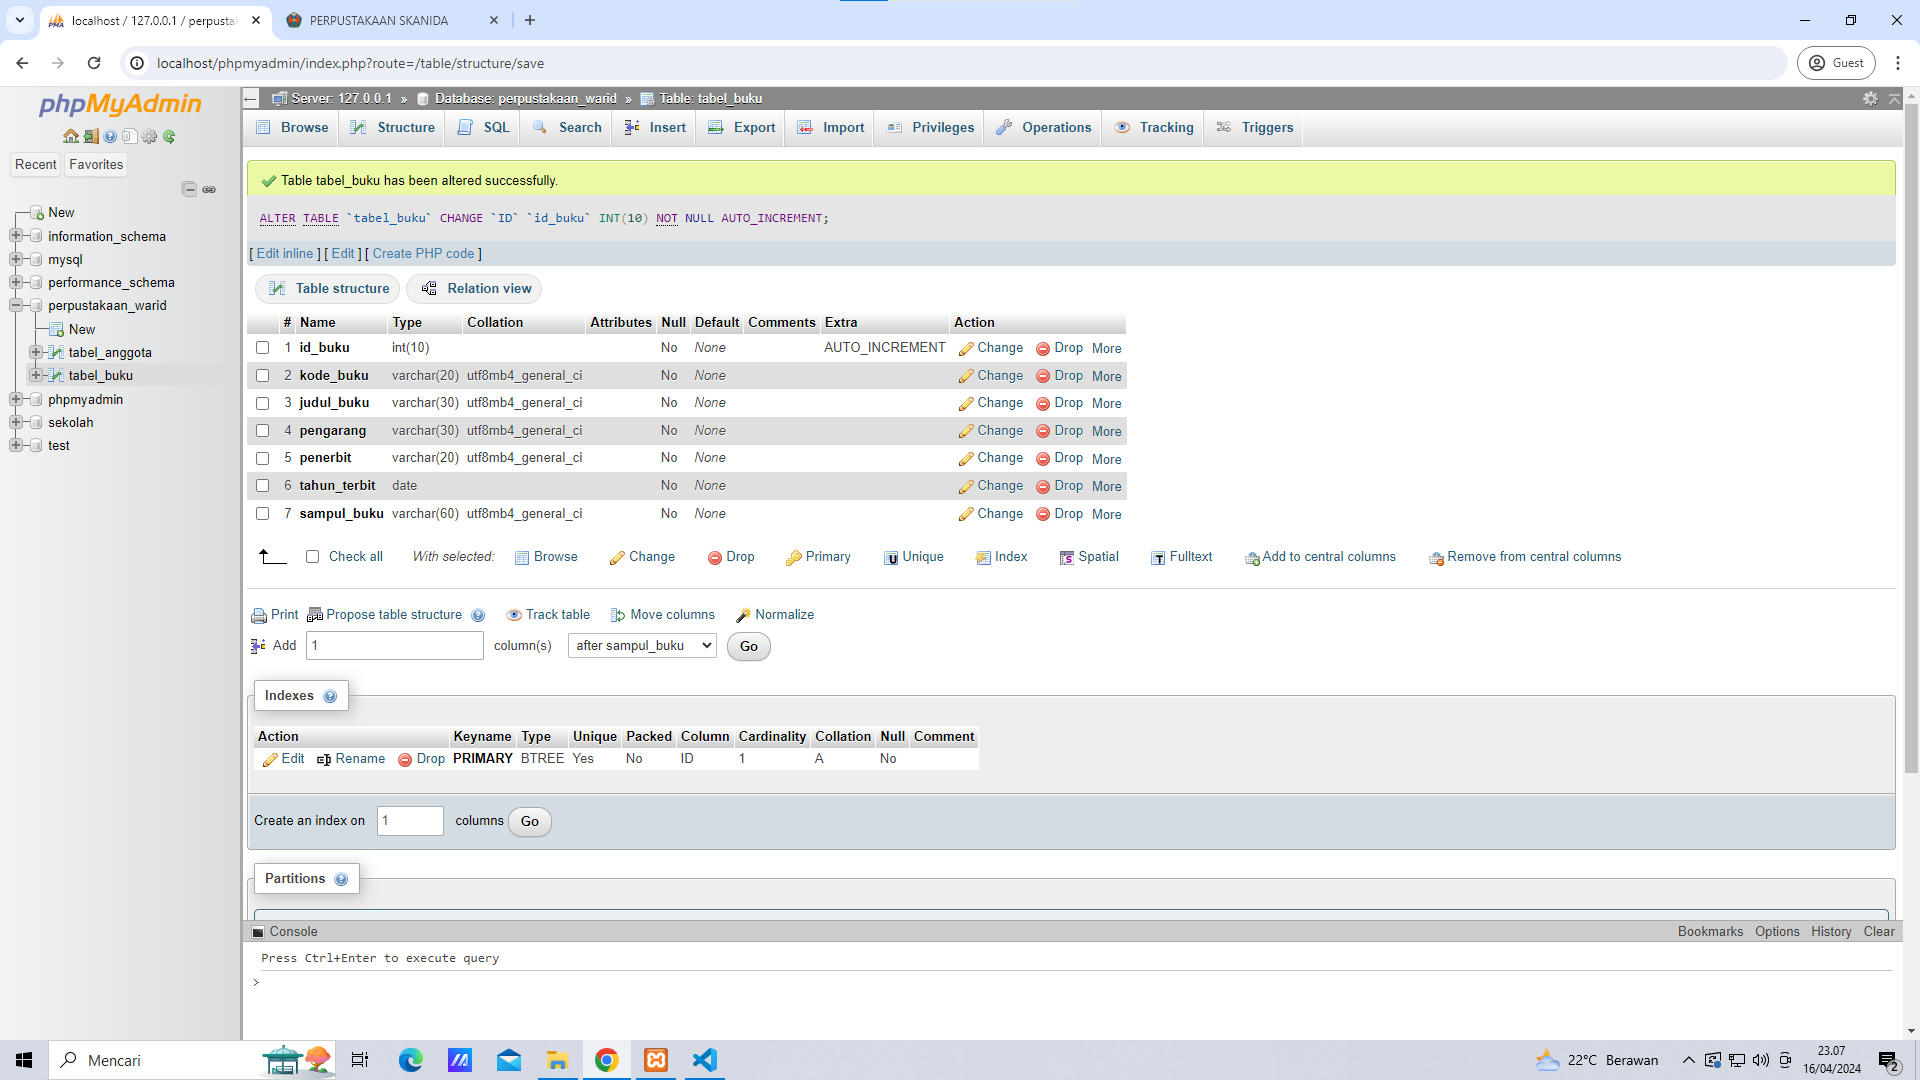 localhost / 127.0.0.1 / perpusta
PERPUSTAKAAN SKANIDA
localhost/phpmyadmin/index.php?route=/table/structure/save
Guest
phpMyAdmin
Server: 127.0.0.1 » Database: perpustakaan_warid » Table: tabel_buku
Browse Structure SQL Search Insert Export Import Privileges Operations Tracking Triggers
Recent Favorites
New
information_schema
mysql
performance_schema
perpustakaan_warid
New
tabel_anggota
tabel_buku
phpmyadmin
sekolah
test
Table tabel_buku has been altered successfully.
ALTER TABLE `tabel_buku` CHANGE `ID` `id_buku` INT(10) NOT NULL AUTO_INCREMENT;
[ Edit inline ] [ Edit ] [ Create PHP code ]
Table structure Relation view
# Name Type Collation Attributes Null Default Comments Extra Action
1 id_buku int(10) No None AUTO_INCREMENT Change Drop More
2 kode_buku varchar(20) utf8mb4_general_ci No None Change Drop More
3 judul_buku varchar(30) utf8mb4_general_ci No None Change Drop More
4 pengarang varchar(30) utf8mb4_general_ci No None Change Drop More
5 penerbit varchar(20) utf8mb4_general_ci No None Change Drop More
6 tahun_terbit date No None Change Drop More
7 sampul_buku varchar(60) utf8mb4_general_ci No None Change Drop More
Check all With selected: Browse Change Drop Primary Unique Index Spatial Fulltext Add to central columns Remove from central columns
Print Propose table structure Track table Move columns Normalize
Add 1 column(s) after sampul_buku Go
Indexes
Action Keyname Type Unique Packed Column Cardinality Collation Null Comment
Edit Rename Drop PRIMARY BTREE Yes No ID 1 A No
Create an index on 1 columns Go
Partitions
Console Bookmarks Options History Clear
Press Ctrl+Enter to execute query
>
Mencari
22°C Berawan
23.07
16/04/2024
2